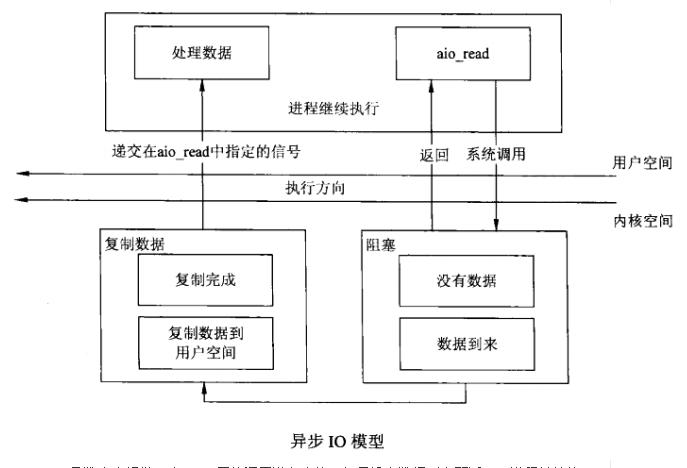 处理数据
aio_read
进程继续执行
递交在aio_read中指定的信号
返回
系统调用
用户空间
执行方向
内核空间
复制数据
阻塞
复制完成
没有数据
复制数据到
用户空间
数据到来
异步 IO 模型